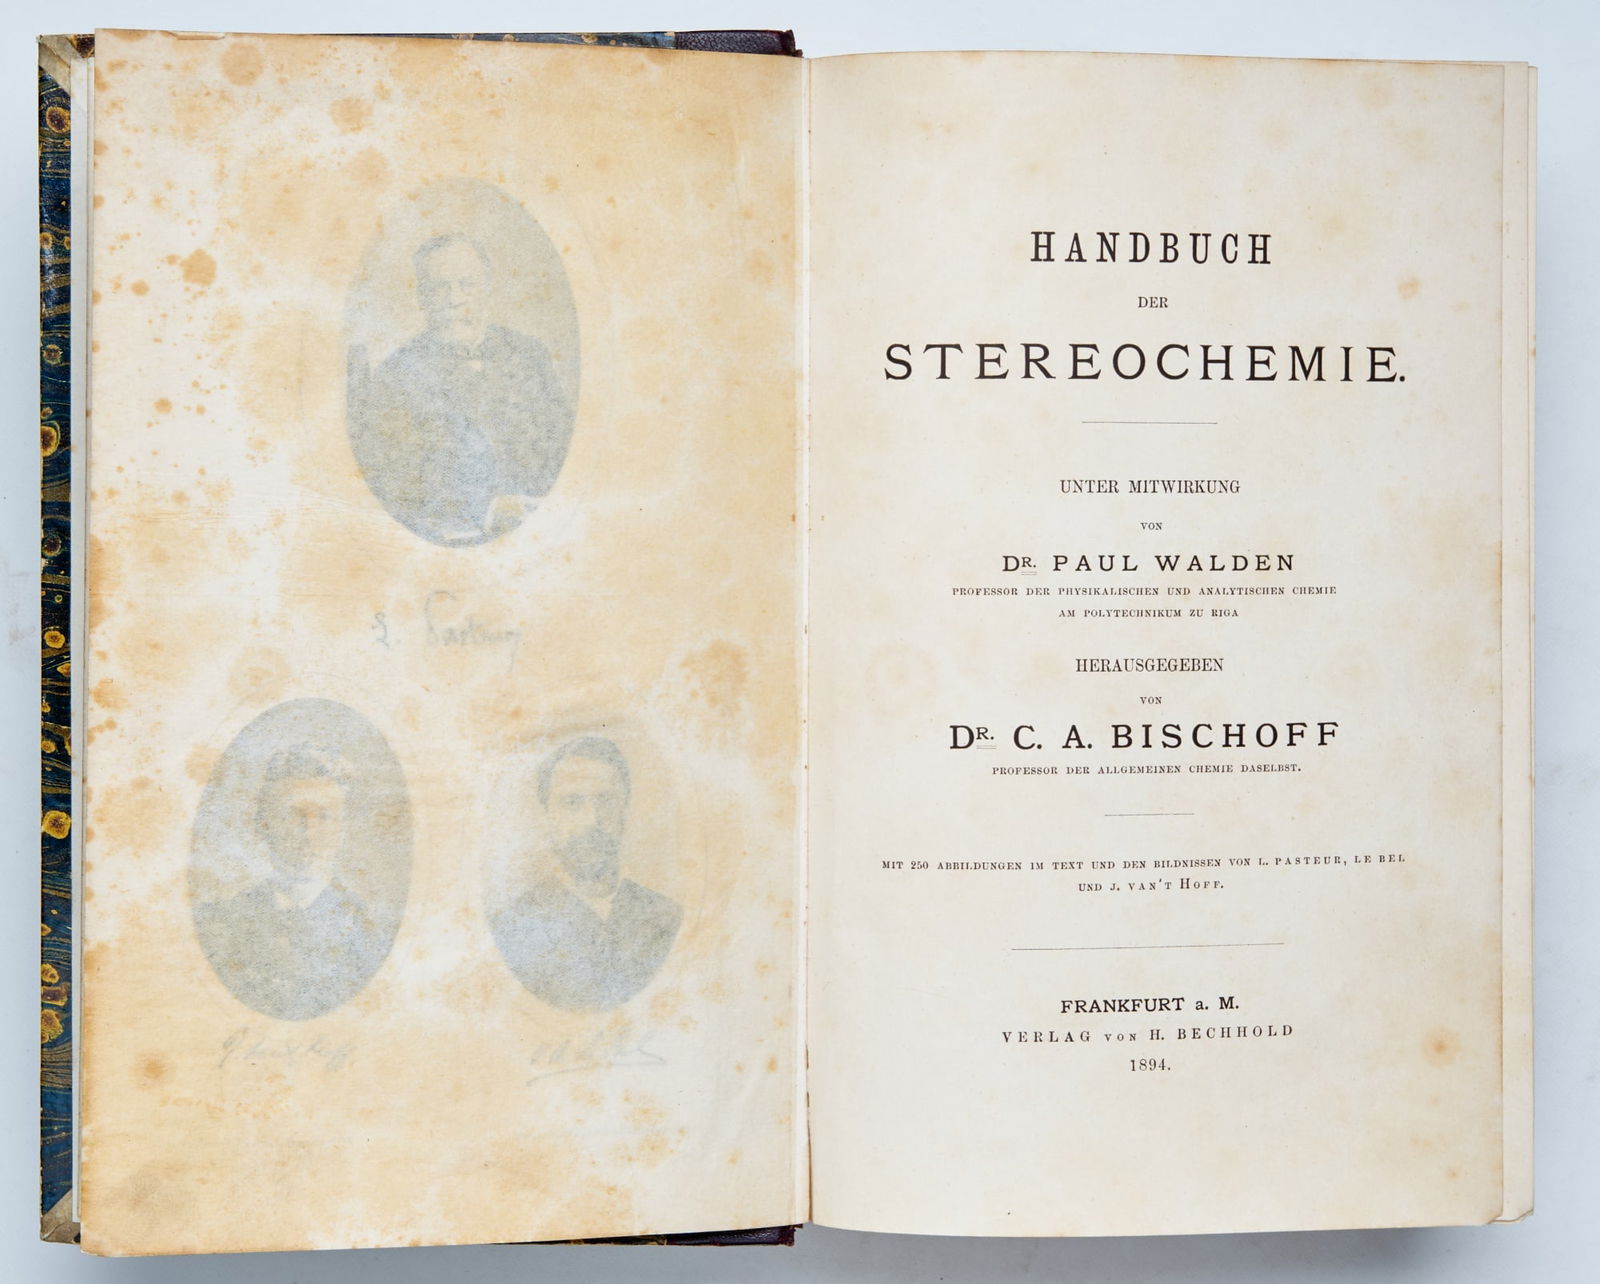 L. Pasteur
HANDBUCH
DER
STEREOCHEMIE.
UNTER MITWIRKUNG
VON
DR. PAUL WALDEN
PROFESSOR DER PHYSIKALISCHEN UND ANALYTISCHEN CHEMIE
AM POLYTECHNIKUM ZU RIGA
HERAUSGEGEBEN
VON
DR. C. A. BISCHOFF
PROFESSOR DER ALLGEMEINEN CHEMIE DASELBST.
MIT 250 ABBILDUNGEN IM TEXT UND DEN BILDNISSEN VON L. PASTEUR, LE BEL
UND J. VAN'T HOFF.
FRANKFURT a. M.
VERLAG VON H. BECHHOLD
1894.